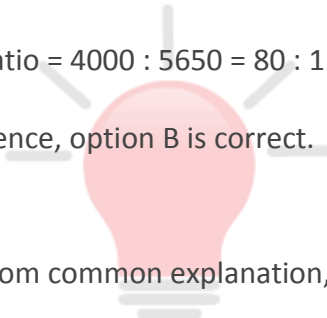 atio = 4000 : 5650 = 80 : 1
ence, option B is correct.
om common explanation,